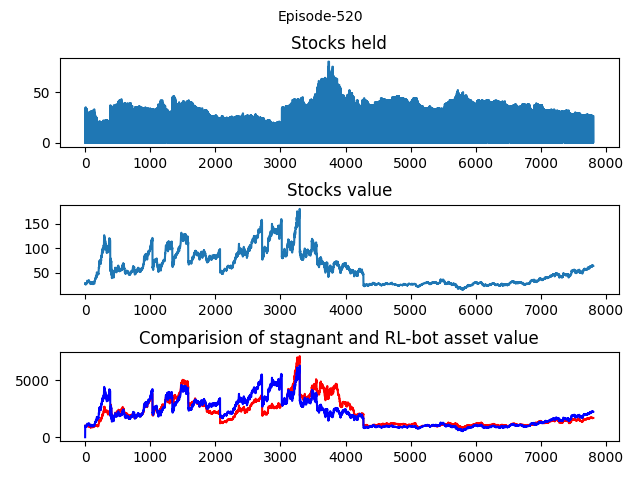 Episode-520
Stocks held
50
0
0 1000 2000 3000 4000 5000 6000 7000 8000
Stocks value
150
100
50
0 1000 2000 3000 4000 5000 6000 7000 8000
Comparision of stagnant and RL-bot asset value
5000
0
0 1000 2000 3000 4000 5000 6000 7000 8000